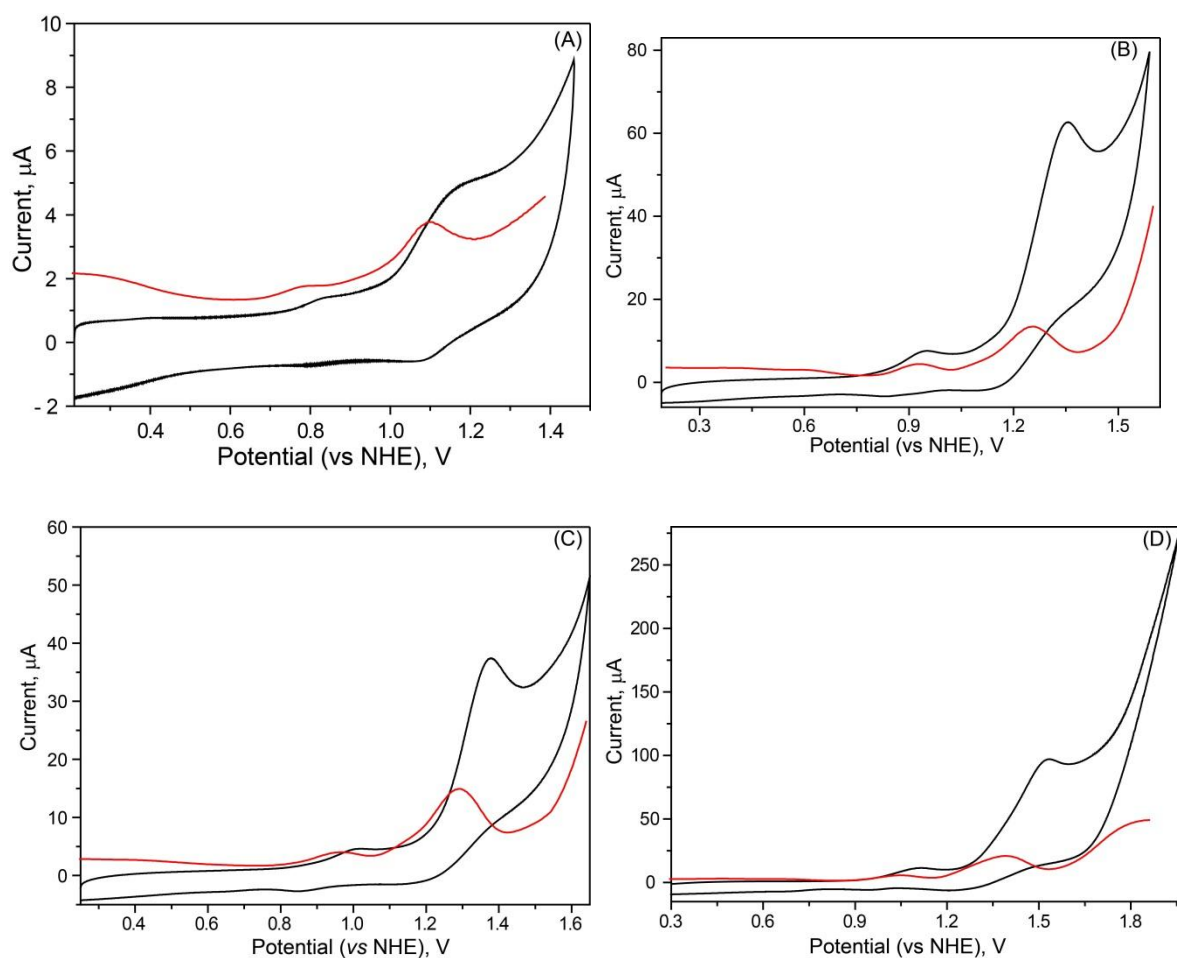 (A)
10
8
6
4
2
0
- 2
Current, μA
0.4 0.6 0.8 1.0 1.2 1.4
Potential (vs NHE), V
(B)
80
60
40
20
0
Current, μA
0.3 0.6 0.9 1.2 1.5
Potential (vs NHE), V
(C)
60
50
40
30
20
10
0
Current, μA
0.4 0.6 0.8 1.0 1.2 1.4 1.6
Potential (vs NHE), V
(D)
250
200
150
100
50
0
Current, μA
0.3 0.6 0.9 1.2 1.5 1.8
Potential (vs NHE), V